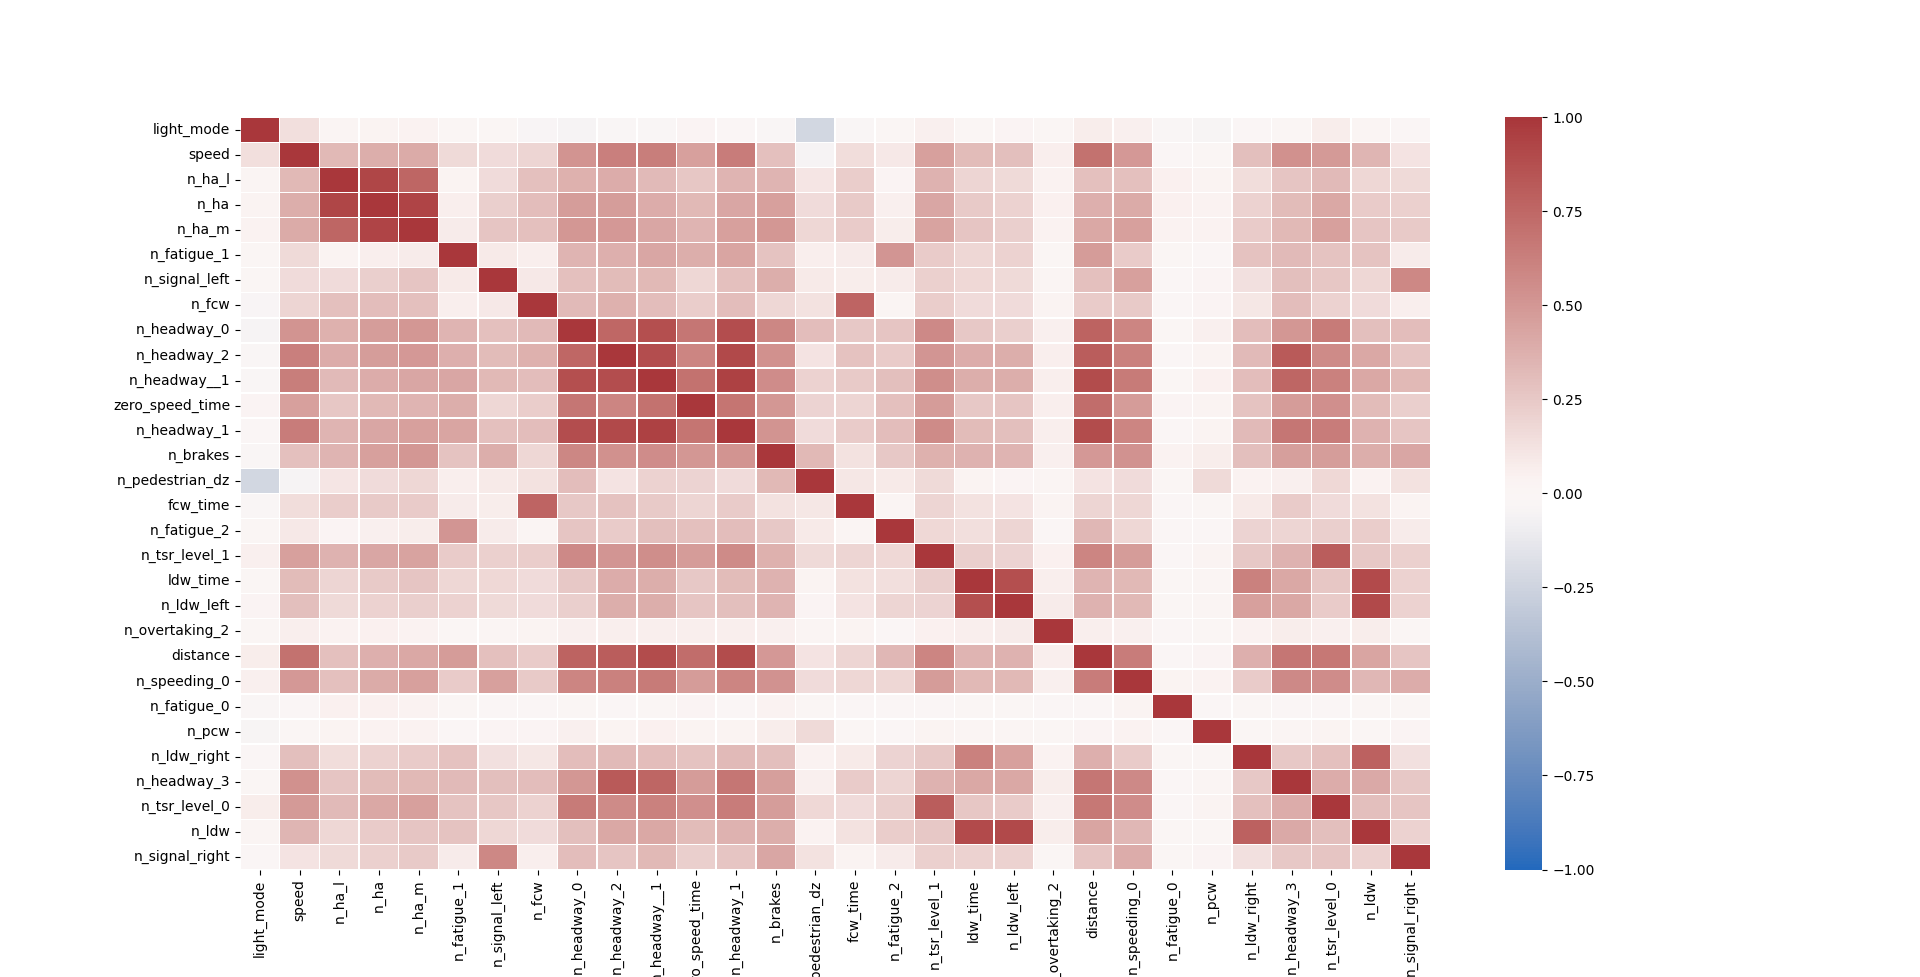 light_mode
speed
n_ha_l
n_ha
n_ha_m
n_fatigue_1
n_signal_left
n_fcw
n_headway_0
n_headway_2
n_headway__1
zero_speed_time
n_headway_1
n_brakes
n_pedestrian_dz
fcw_time
n_fatigue_2
n_tsr_level_1
ldw_time
n_ldw_left
n_overtaking_2
distance
n_speeding_0
n_fatigue_0
n_pcw
n_ldw_right
n_headway_3
n_tsr_level_0
n_ldw
n_signal_right
light_mode
speed
n_ha_l
n_ha
n_ha_m
n_fatigue_1
n_signal_left
n_fcw
n_headway_0
n_headway_2
n_headway__1
ro_speed_time
n_headway_1
n_brakes
pedestrian_dz
fcw_time
n_fatigue_2
n_tsr_level_1
ldw_time
n_ldw_left
_overtaking_2
distance
n_speeding_0
n_fatigue_0
n_pcw
n_ldw_right
n_headway_3
n_tsr_level_0
n_ldw
n_signal_right
1.00
0.75
0.50
0.25
0.00
−0.25
−0.50
−0.75
−1.00